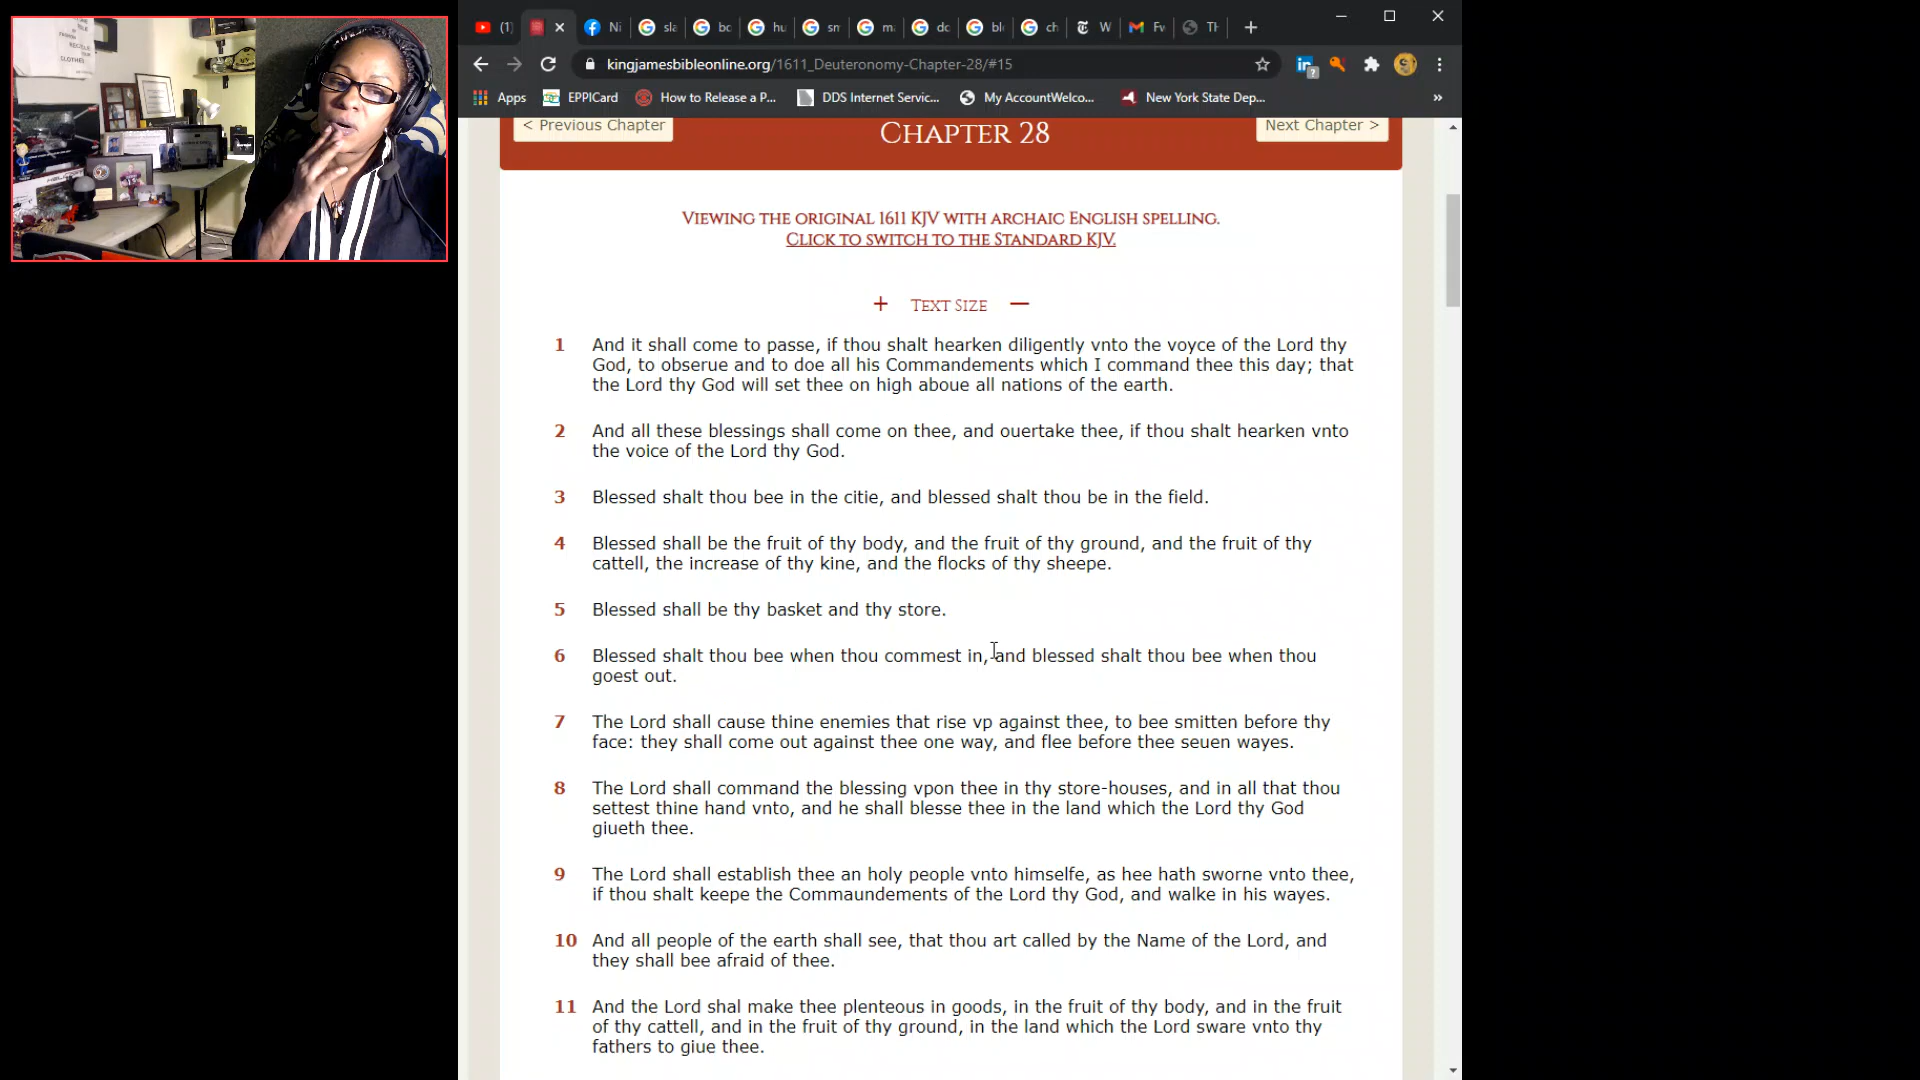 RECYCLE
CLOTHES
(1)
Ni
sla
bc
hu
sn
m
dc
bl
ch
W
Fv
Th
kingjamesbibleonline.org/1611_Deuteronomy-Chapter-28/#15
Apps
EPPICard
How to Release a P...
DDS Internet Servic...
My AccountWelco...
New York State Dep...
»
< Previous Chapter
Chapter 28
Next Chapter >
Viewing the original 1611 KJV with archaic English spelling.
Click to switch to the Standard KJV.
+ Text Size —
1 And it shall come to passe, if thou shalt hearken diligently vnto the voyce of the Lord thy
God, to obserue and to doe all his Commandements which I command thee this day; that
the Lord thy God will set thee on high aboue all nations of the earth.
2 And all these blessings shall come on thee, and ouertake thee, if thou shalt hearken vnto
the voice of the Lord thy God.
3 Blessed shalt thou bee in the citie, and blessed shalt thou be in the field.
4 Blessed shall be the fruit of thy body, and the fruit of thy ground, and the fruit of thy
cattell, the increase of thy kine, and the flocks of thy sheepe.
5 Blessed shall be thy basket and thy store.
6 Blessed shalt thou bee when thou commest in, and blessed shalt thou bee when thou
goest out.
7 The Lord shall cause thine enemies that rise vp against thee, to bee smitten before thy
face: they shall come out against thee one way, and flee before thee seuen wayes.
8 The Lord shall command the blessing vpon thee in thy store-houses, and in all that thou
settest thine hand vnto, and he shall blesse thee in the land which the Lord thy God
giueth thee.
9 The Lord shall establish thee an holy people vnto himselfe, as hee hath sworne vnto thee,
if thou shalt keepe the Commaundements of the Lord thy God, and walke in his wayes.
10 And all people of the earth shall see, that thou art called by the Name of the Lord, and
they shall bee afraid of thee.
11 And the Lord shal make thee plenteous in goods, in the fruit of thy body, and in the fruit
of thy cattell, and in the fruit of thy ground, in the land which the Lord sware vnto thy
fathers to giue thee.